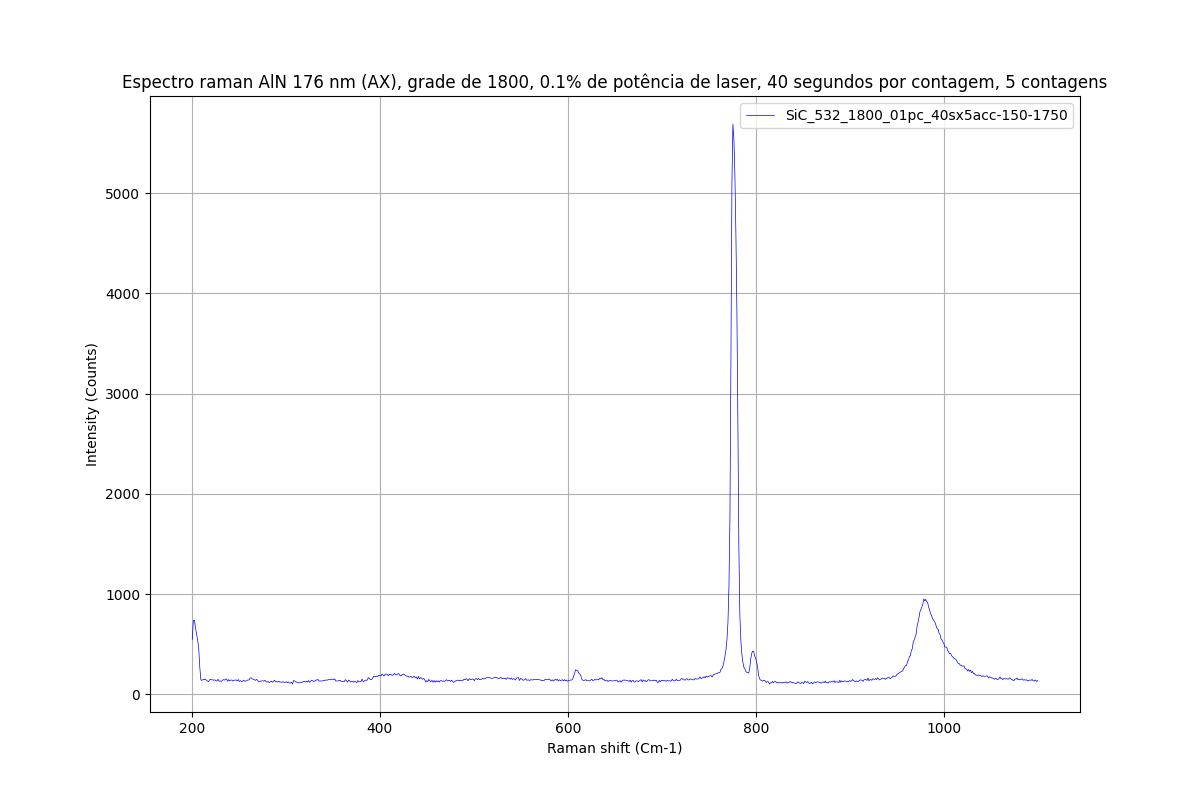 Espectro raman AlN 176 nm (AX), grade de 1800, 0.1% de potência de laser, 40 segundos por contagem, 5 contagens
SiC_532_1800_01pc_40sx5acc-150-1750
5000
4000
3000
2000
1000
0
Intensity (Counts)
200 400 600 800 1000
Raman shift (Cm-1)